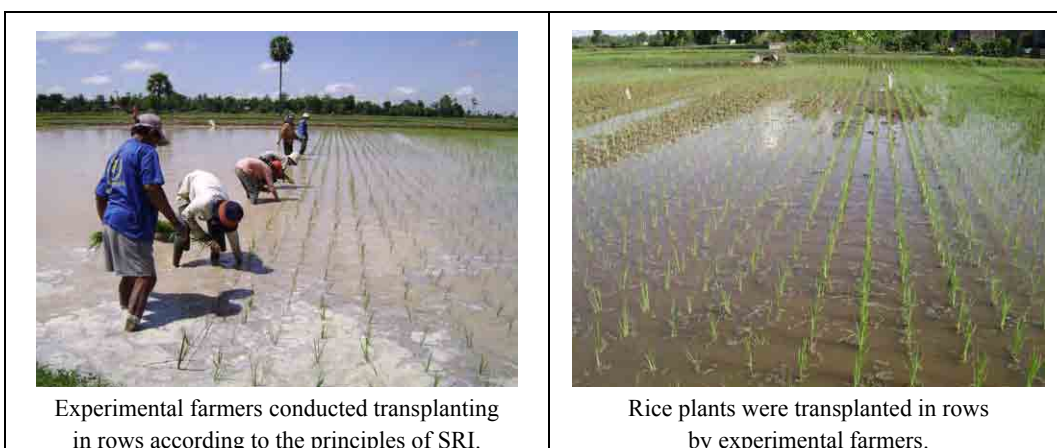 Experimental farmers conducted transplanting
in rows according to the principles of SRI.
Rice plants were transplanted in rows
by experimental farmers.